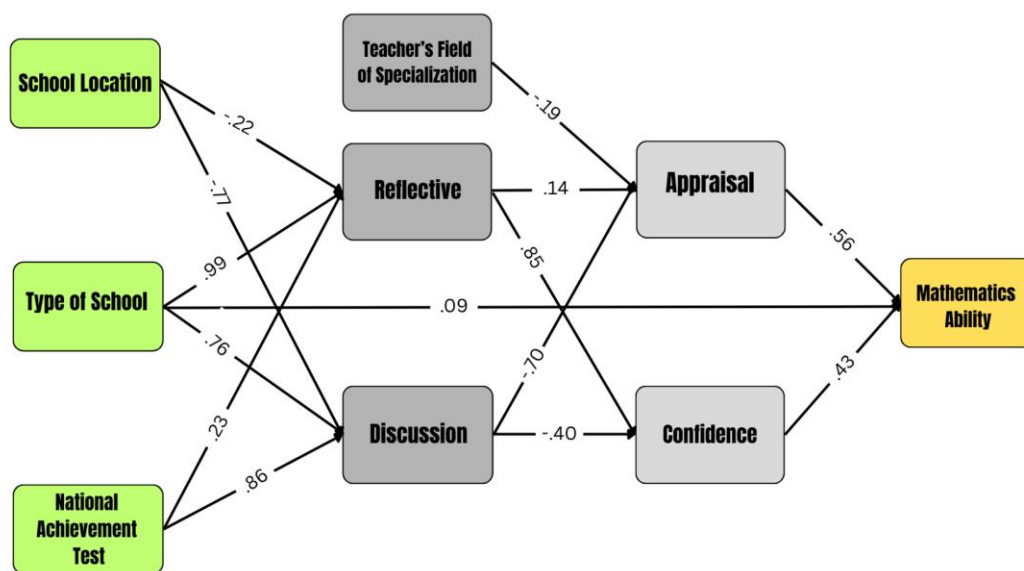 Teacher's Field
of Specialization
School Location
-.22
-.19
Reflective
.14
Appraisal
-.77
.99
.85
.56
Type of School
.09
Mathematics
Ability
.76
-.70
.43
.23
Discussion
-.40
Confidence
.86
National
Achievement
Test